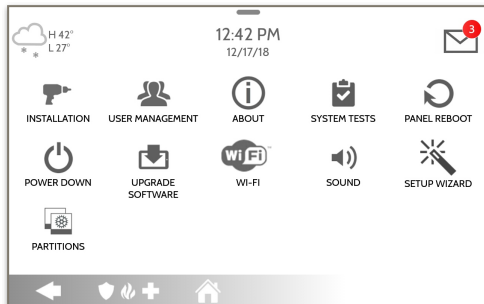 H 42°
L 27°
12:42 PM
12/17/18
3
INSTALLATION
USER MANAGEMENT
ABOUT
SYSTEM TESTS
PANEL REBOOT
POWER DOWN
UPGRADE
SOFTWARE
Wi Fi
WI-FI
SOUND
SETUP WIZARD
PARTITIONS